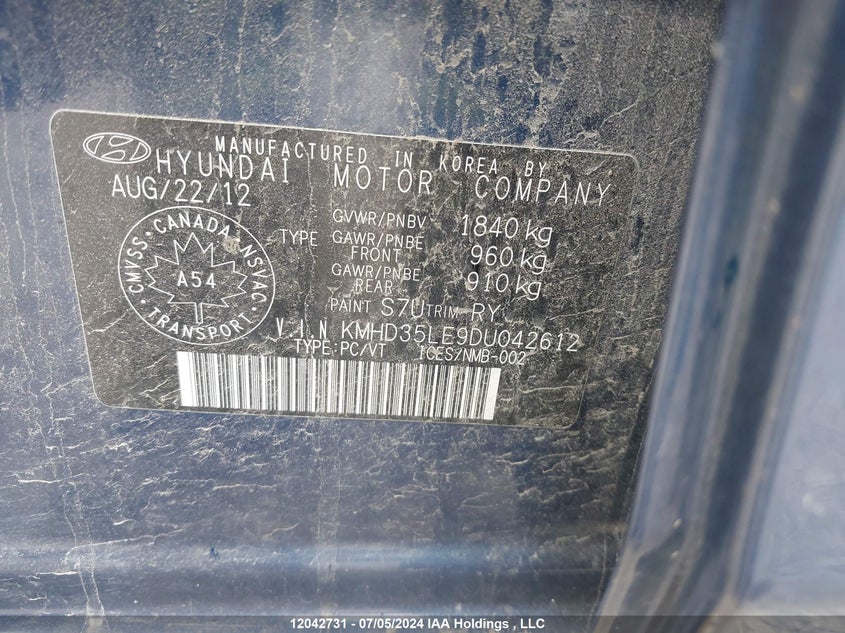 MANUFACTURED IN KOREA BY
HYUNDAI MOTOR COMPANY
AUG/22/12
GVWR/PNBV 1840 kg
TYPE GAWR/PNBE FRONT 960 kg
GAWR/PNBE REAR 910 kg
CANADA
CMVSS · NSVAC
A54
TRANSPORT
PAINT S7U TRIM RY
V.I.N KMHD35LE9DU042612
TYPE:PC/VT ICES/NMB-002
12042731 - 07/05/2024 IAA Holdings , LLC